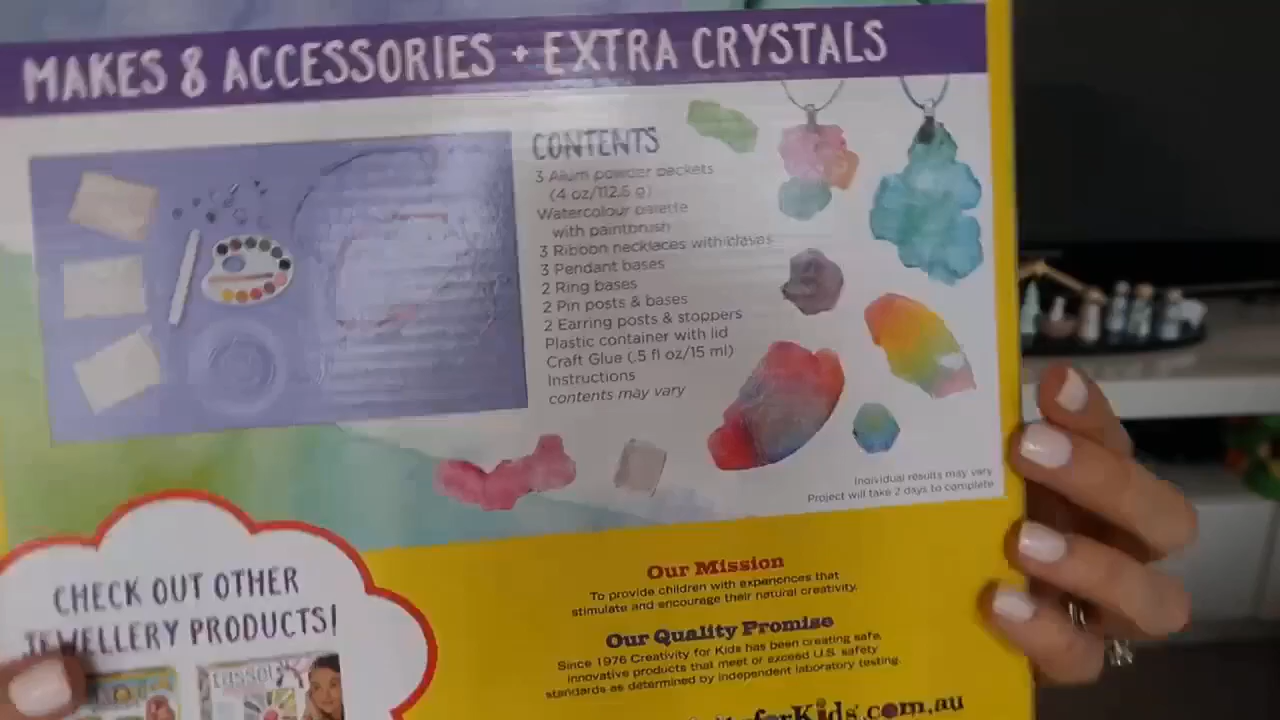 MAKES 8 ACCESSORIES + EXTRA CRYSTALS
CONTENTS
3 Alum powder packets
(4 oz/112.5 g)
Watercolour palette
with paintbrush
3 Ribbon necklaces with clasps
3 Pendant bases
2 Ring bases
2 Pin posts & bases
2 Earring posts & stoppers
Plastic container with lid
Craft Glue (.5 fl oz/15 ml)
Instructions
contents may vary
Individual results may vary
Project will take 2 days to complete
CHECK OUT OTHER
JEWELLERY PRODUCTS!
Our Mission
To provide children with experiences that
stimulate and encourage their natural creativity.
Our Quality Promise
Since 1976 Creativity for Kids has been creating safe,
innovative products that meet or exceed U.S. safety
standards as determined by independent laboratory testing.
forKids.com.au